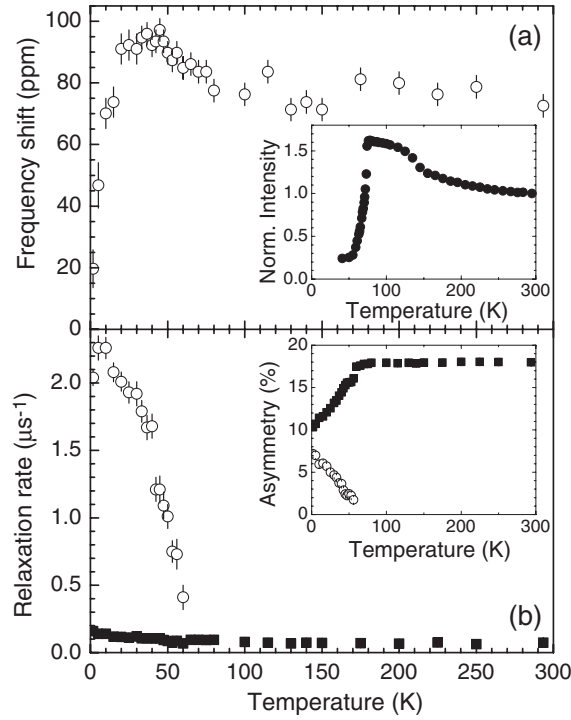 (a)
Frequency shift (ppm)
100
80
60
40
20
0
Norm. Intensity
1.5
1.0
0.5
0.0
0 100 200 300
Temperature (K)
(b)
Relaxation rate (μs-1)
2.0
1.5
1.0
0.5
0.0
Asymmetry (%)
20
15
10
5
0
0 100 200 300
Temperature (K)
0 50 100 150 200 250 300
Temperature (K)